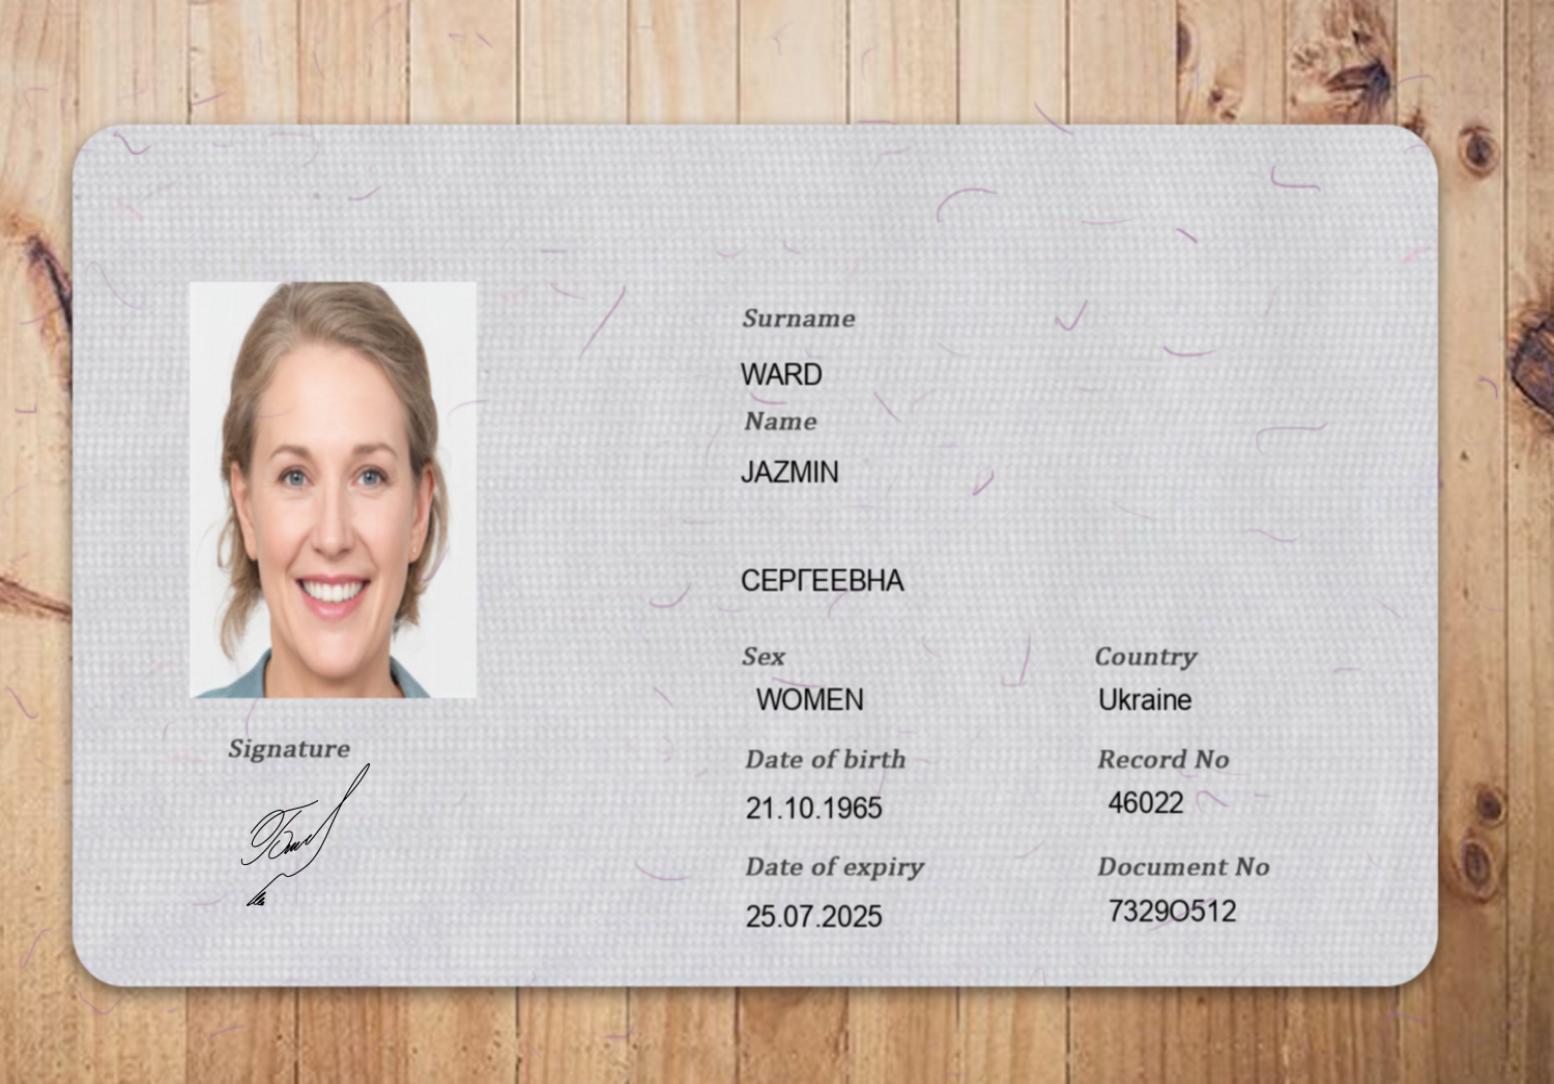 Surname
WARD
Name
JAZMIN
СЕРГЕЕВНА
Sex Country
WOMEN Ukraine
Date of birth Record No
21.10.1965 46022
Date of expiry Document No
25.07.2025 7329O512
Signature